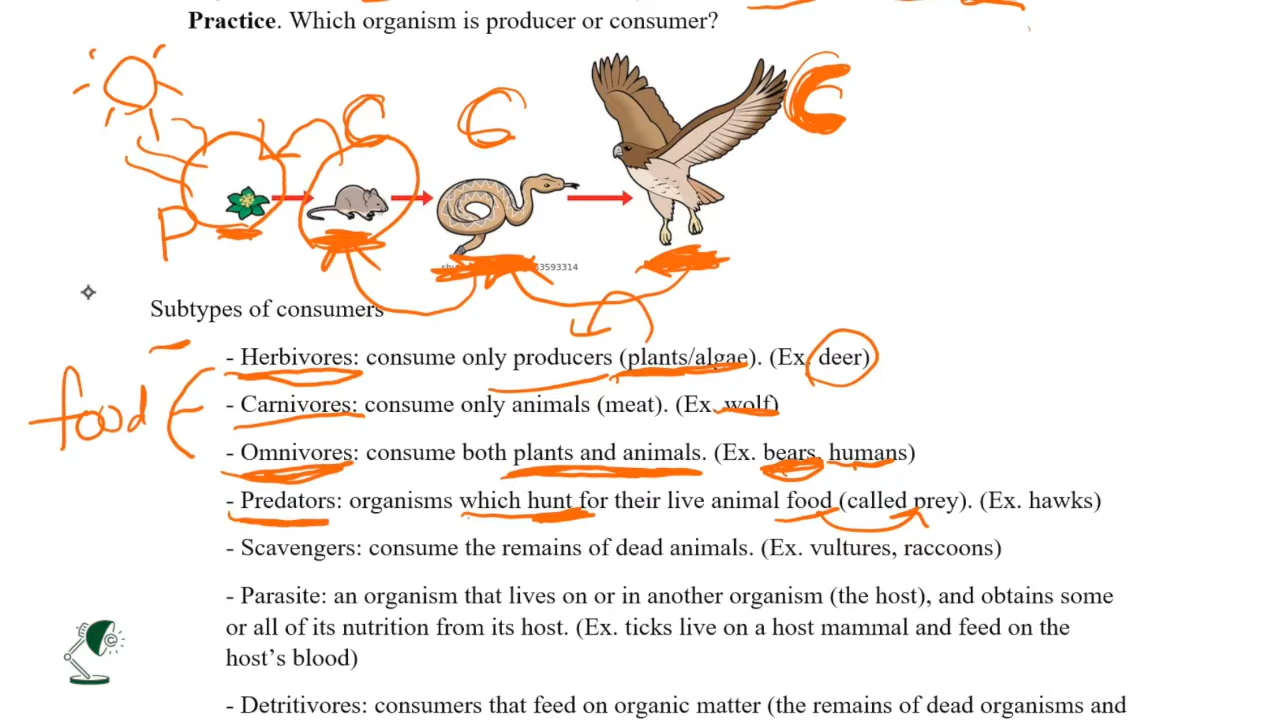 Practice. Which organism is producer or consumer?
C
C
C
P
63593314
Subtypes of consumers
- Herbivores: consume only producers (plants/algae). (Ex. deer)
food
- Carnivores: consume only animals (meat). (Ex. wolf)
- Omnivores: consume both plants and animals. (Ex. bears, humans)
- Predators: organisms which hunt for their live animal food (called prey). (Ex. hawks)
- Scavengers: consume the remains of dead animals. (Ex. vultures, raccoons)
- Parasite: an organism that lives on or in another organism (the host), and obtains some
or all of its nutrition from its host. (Ex. ticks live on a host mammal and feed on the
host's blood)
- Detritivores: consumers that feed on organic matter (the remains of dead organisms and